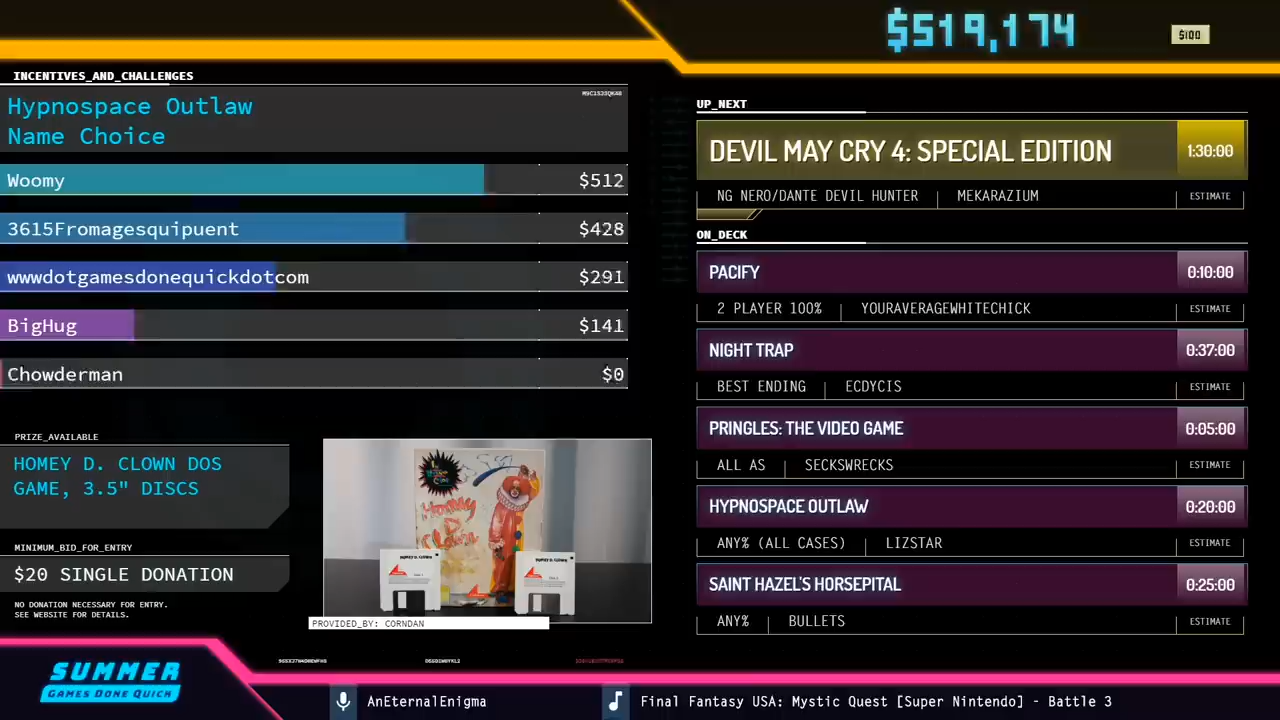 $519,174
$100
INCENTIVES_AND_CHALLENGES
Hypnospace Outlaw
Name Choice
Woomy $512
3615Fromagesquipuent $428
wwwdotgamesdonequickdotcom $291
BigHug $141
Chowderman $0
PRIZE_AVAILABLE
HOMEY D. CLOWN DOS
GAME, 3.5" DISCS
MINIMUM_BID_FOR_ENTRY
$20 SINGLE DONATION
NO DONATION NECESSARY FOR ENTRY.
SEE WEBSITE FOR DETAILS.
Homey D. Clown
PROVIDED_BY: CORNDAN
UP_NEXT
DEVIL MAY CRY 4: SPECIAL EDITION 1:30:00
NG NERO/DANTE DEVIL HUNTER MEKARAZIUM ESTIMATE
ON_DECK
PACIFY 0:10:00
2 PLAYER 100% YOURAVERAGEWHITECHICK ESTIMATE
NIGHT TRAP 0:37:00
BEST ENDING ECDYCIS ESTIMATE
PRINGLES: THE VIDEO GAME 0:05:00
ALL AS SECKSWRECKS ESTIMATE
HYPNOSPACE OUTLAW 0:20:00
ANY% (ALL CASES) LIZSTAR ESTIMATE
SAINT HAZEL'S HORSEPITAL 0:25:00
ANY% BULLETS ESTIMATE
SUMMER
GAMES DONE QUICK
AnEternalEnigma
Final Fantasy USA: Mystic Quest [Super Nintendo] - Battle 3